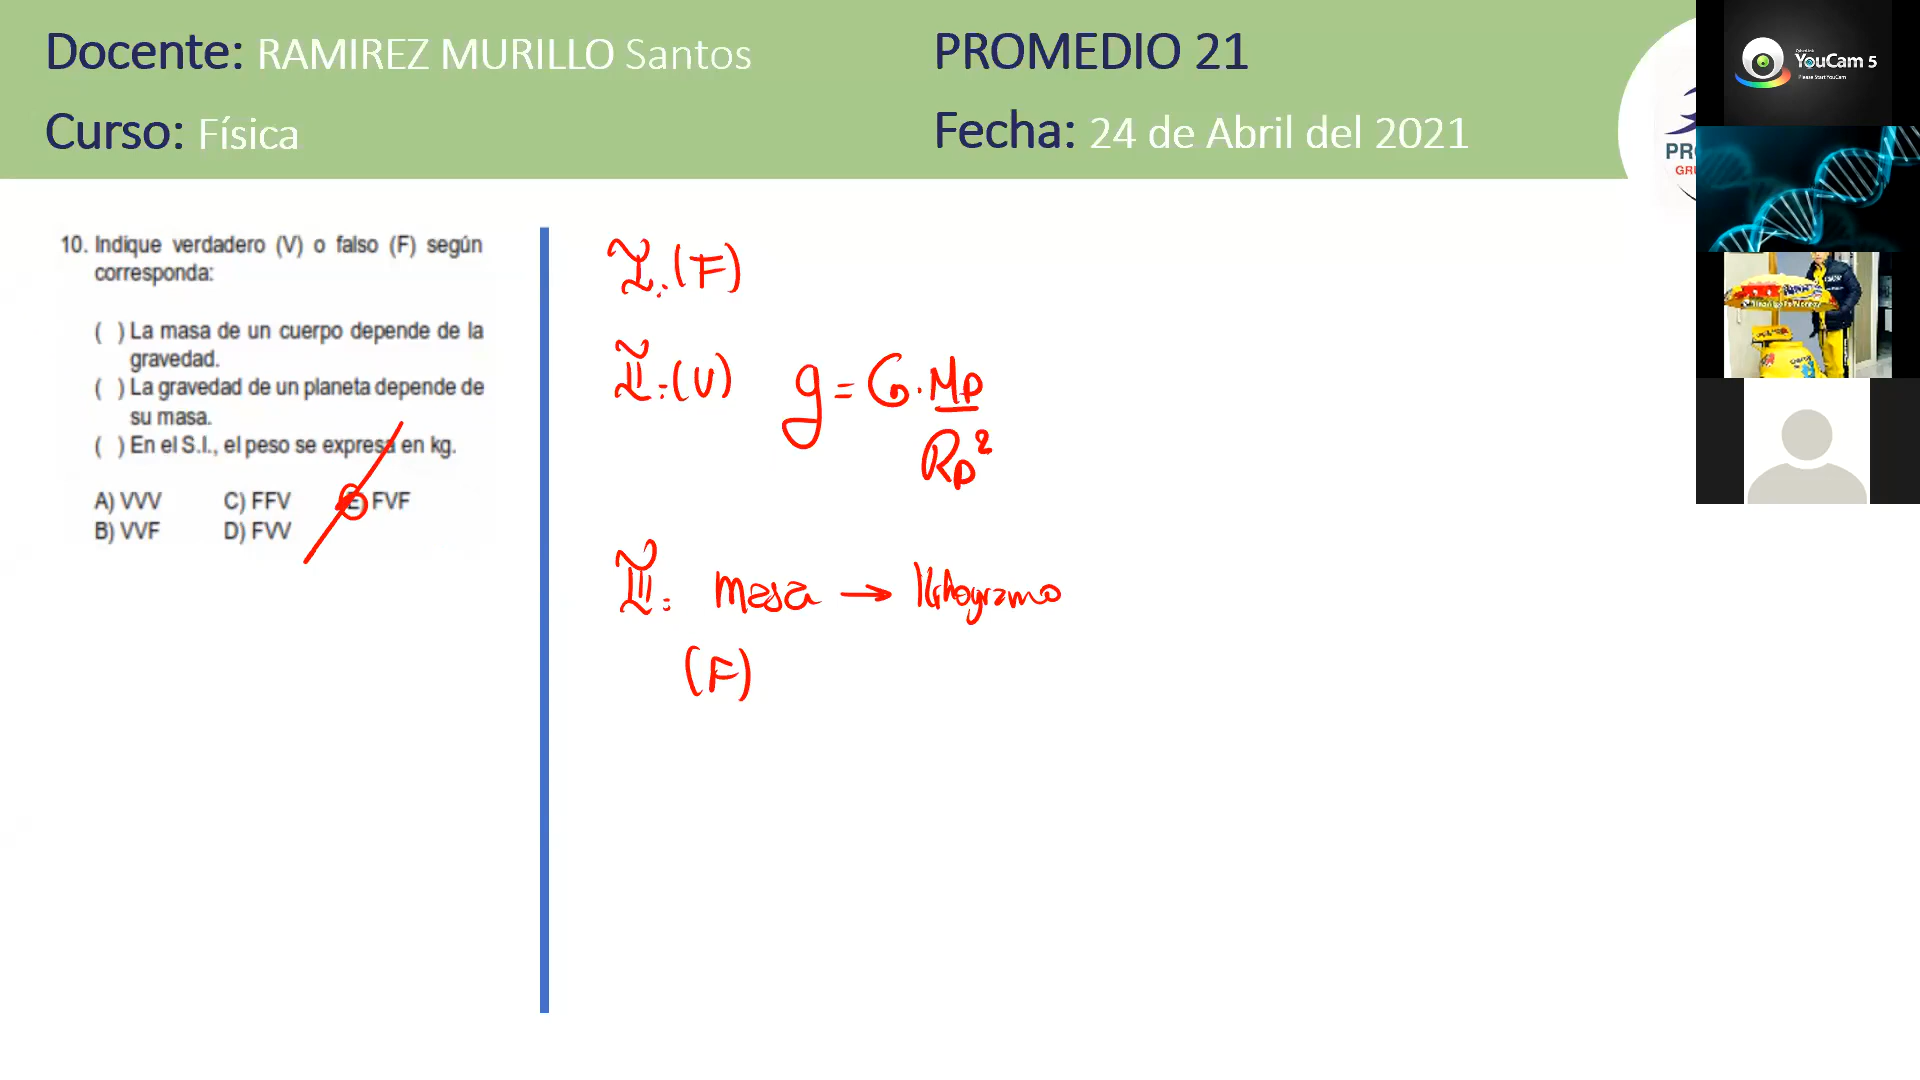 Docente: RAMIREZ MURILLO Santos
PROMEDIO 21
Curso: Física
Fecha: 24 de Abril del 2021
YouCam 5
Please Start YouCam
10. Indique verdadero (V) o falso (F) según
corresponda:
( ) La masa de un cuerpo depende de la
gravedad.
( ) La gravedad de un planeta depende de
su masa.
( ) En el S.I., el peso se expresa en kg.
A) VVV C) FFV E) FVF
B) VVF D) FVV
I. (F)
II. (V) g = G. Mp
Rp²
III. masa → Kilogramo
(F)